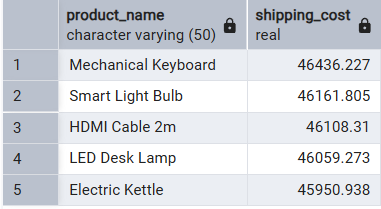 product_name shipping_cost
character varying (50) real
1 Mechanical Keyboard 46436.227
2 Smart Light Bulb 46161.805
3 HDMI Cable 2m 46108.31
4 LED Desk Lamp 46059.273
5 Electric Kettle 45950.938